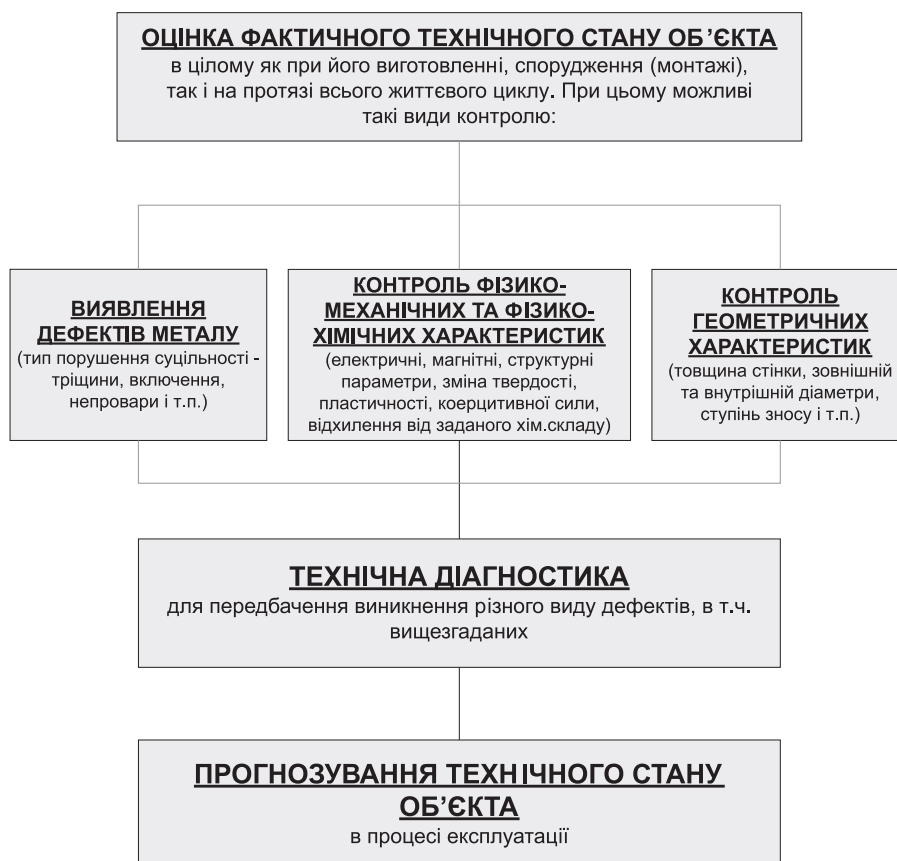 ОЦІНКА ФАКТИЧНОГО ТЕХНІЧНОГО СТАНУ ОБ’ЄКТА
в цілому як при його виготовленні, спорудження (монтажі),
так і на протязі всього життєвого циклу. При цьому можливі
такі види контролю:
ВИЯВЛЕННЯ
ДЕФЕКТІВ МЕТАЛУ
(тип порушення суцільності -
тріщини, включення,
непровари і т.п.)
КОНТРОЛЬ ФІЗИКО-
МЕХАНІЧНИХ ТА ФІЗИКО-
ХІМІЧНИХ ХАРАКТЕРИСТИК
(електричні, магнітні, структурні
параметри, зміна твердості,
пластичності, коерцитивної сили,
відхилення від заданого хім.складу)
КОНТРОЛЬ
ГЕОМЕТРИЧНИХ
ХАРАКТЕРИСТИК
(товщина стінки, зовнішній
та внутрішній діаметри,
ступінь зносу і т.п.)
ТЕХНІЧНА ДІАГНОСТИКА
для передбачення виникнення різного виду дефектів, в т.ч.
вищезгаданих
ПРОГНОЗУВАННЯ ТЕХНІЧНОГО СТАНУ
ОБ’ЄКТА
в процесі експлуатації